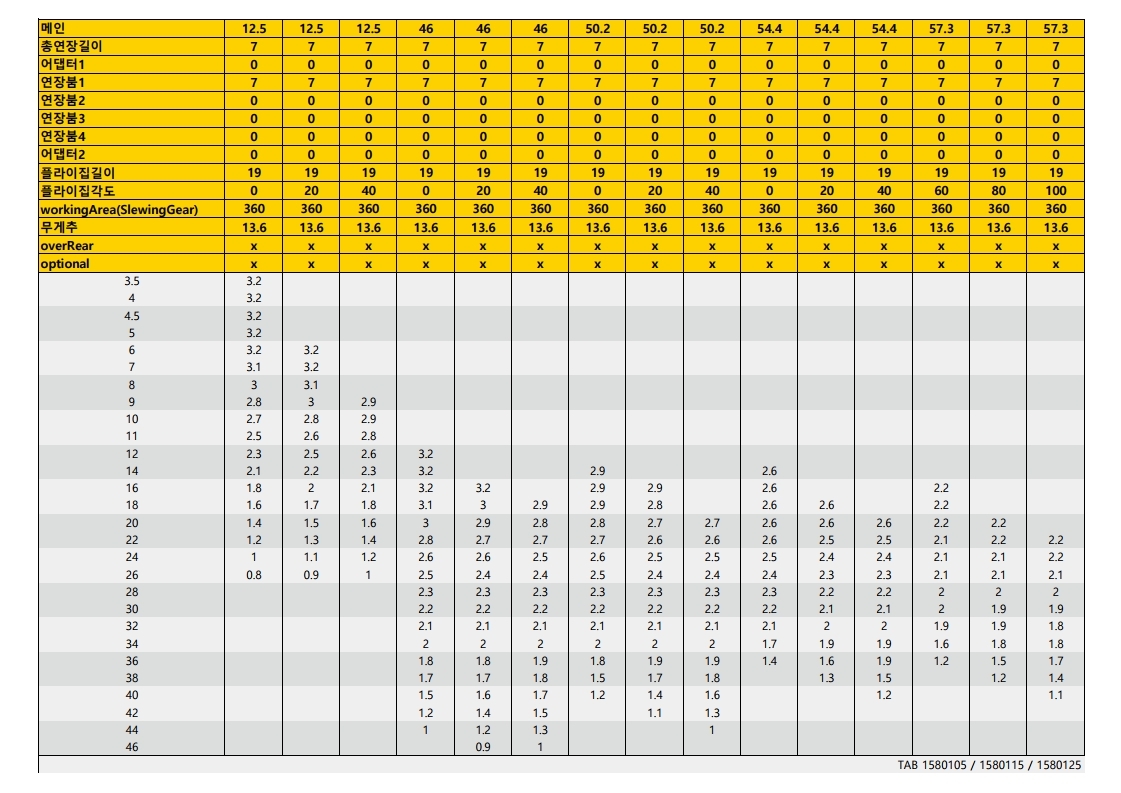 메인 12.5 12.5 12.5 46 46 46 50.2 50.2 50.2 54.4 54.4 54.4 57.3 57.3 57.3
총연장길이 7 7 7 7 7 7 7 7 7 7 7 7 7 7 7
어댑터1 0 0 0 0 0 0 0 0 0 0 0 0 0 0 0
연장붐1 7 7 7 7 7 7 7 7 7 7 7 7 7 7 7
연장붐2 0 0 0 0 0 0 0 0 0 0 0 0 0 0 0
연장붐3 0 0 0 0 0 0 0 0 0 0 0 0 0 0 0
연장붐4 0 0 0 0 0 0 0 0 0 0 0 0 0 0 0
어댑터2 0 0 0 0 0 0 0 0 0 0 0 0 0 0 0
플라이집길이 19 19 19 19 19 19 19 19 19 19 19 19 19 19 19
플라이집각도 0 20 40 0 20 40 0 20 40 0 20 40 60 80 100
workingArea(SlewingGear) 360 360 360 360 360 360 360 360 360 360 360 360 360 360 360
무게추 13.6 13.6 13.6 13.6 13.6 13.6 13.6 13.6 13.6 13.6 13.6 13.6 13.6 13.6 13.6
overRear x x x x x x x x x x x x x x x
optional x x x x x x x x x x x x x x x
3.5 3.2
4 3.2
4.5 3.2
5 3.2
6 3.2 3.2
7 3.1 3.2
8 3 3.1
9 2.8 3 2.9
10 2.7 2.8 2.9
11 2.5 2.6 2.8
12 2.3 2.5 2.6 3.2
14 2.1 2.2 2.3 3.2 2.9 2.6
16 1.8 2 2.1 3.2 3.2 2.9 2.9 2.6 2.2
18 1.6 1.7 1.8 3.1 3 2.9 2.9 2.8 2.6 2.6 2.2
20 1.4 1.5 1.6 3 2.9 2.8 2.8 2.7 2.7 2.6 2.6 2.6 2.2 2.2
22 1.2 1.3 1.4 2.8 2.7 2.7 2.7 2.6 2.6 2.6 2.5 2.5 2.1 2.2 2.2
24 1 1.1 1.2 2.6 2.6 2.5 2.6 2.5 2.5 2.5 2.4 2.4 2.1 2.1 2.2
26 0.8 0.9 1 2.5 2.4 2.4 2.5 2.4 2.4 2.4 2.3 2.3 2.1 2.1 2.1
28 2.3 2.3 2.3 2.3 2.3 2.3 2.3 2.2 2.2 2 2 2
30 2.2 2.2 2.2 2.2 2.2 2.2 2.2 2.1 2.1 2 1.9 1.9
32 2.1 2.1 2.1 2.1 2.1 2.1 2.1 2 2 1.9 1.9 1.8
34 2 2 2 2 2 2 1.7 1.9 1.9 1.6 1.8 1.8
36 1.8 1.8 1.9 1.8 1.9 1.9 1.4 1.6 1.9 1.2 1.5 1.7
38 1.7 1.7 1.8 1.5 1.7 1.8 1.3 1.5 1.2 1.4
40 1.5 1.6 1.7 1.2 1.4 1.6 1.2 1.1
42 1.2 1.4 1.5 1.1 1.3
44 1 1.2 1.3 1
46 0.9 1
TAB 1580105 / 1580115 / 1580125